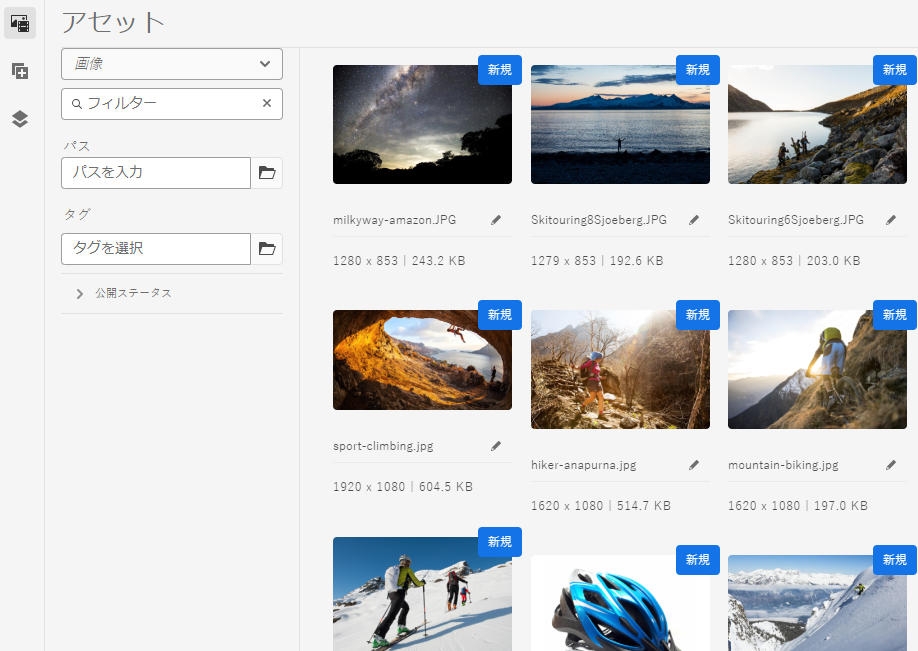 アセット
画像
フィルター
パス
パスを入力
タグ
タグを選択
公開ステータス
新規
新規
新規
milkyway-amazon.JPG
Skitouring8Sjoeberg.JPG
Skitouring6Sjoeberg.JPG
1280 x 853 | 243.2 KB
1279 x 853 | 192.6 KB
1280 x 853 | 203.0 KB
新規
新規
新規
sport-climbing.jpg
hiker-anapurna.jpg
mountain-biking.jpg
1920 x 1080 | 604.5 KB
1620 x 1080 | 514.7 KB
1620 x 1080 | 197.0 KB
新規
新規
新規